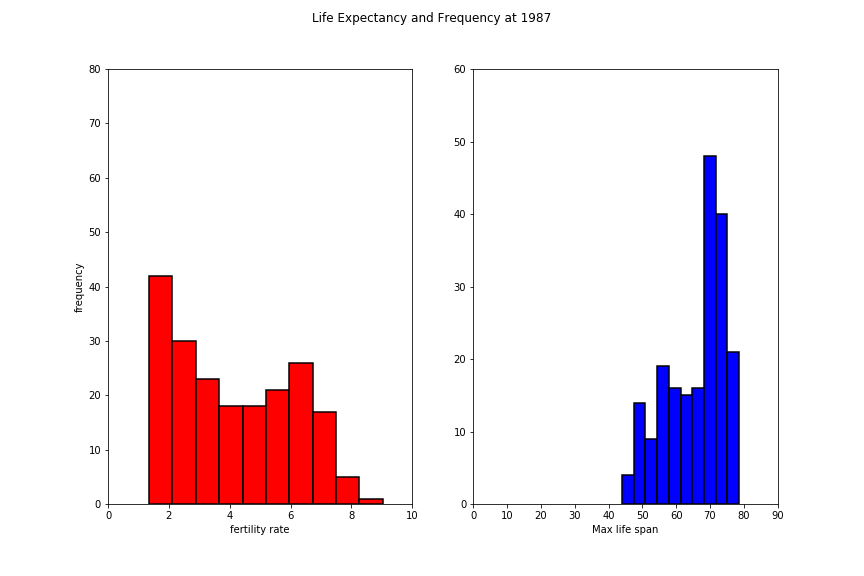 Life Expectancy and Frequency at 1987
80
70
60
50
40
30
20
10
0
frequency
0 2 4 6 8 10
fertility rate
60
50
40
30
20
10
0
0 10 20 30 40 50 60 70 80 90
Max life span